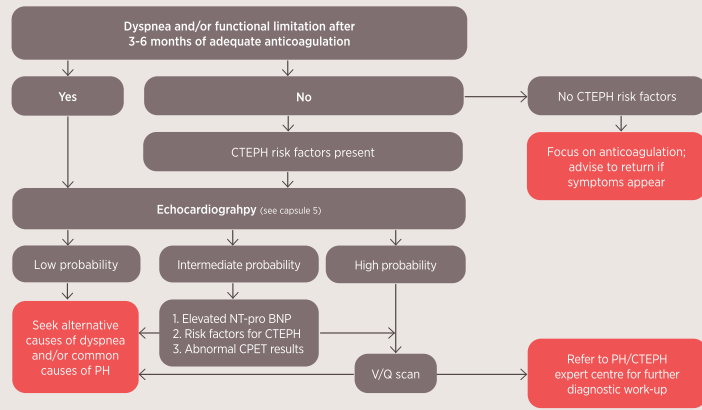 Dyspnea and/or functional limitation after
3-6 months of adequate anticoagulation
Yes
No
No CTEPH risk factors
CTEPH risk factors present
Focus on anticoagulation;
advise to return if
symptoms appear
Echocardiograhpy (see capsule 5)
Low probability
Intermediate probability
High probability
Seek alternative
causes of dyspnea
and/or common
causes of PH
1. Elevated NT-pro BNP
2. Risk factors for CTEPH
3. Abnormal CPET results
V/Q scan
Refer to PH/CTEPH
expert centre for further
diagnostic work-up